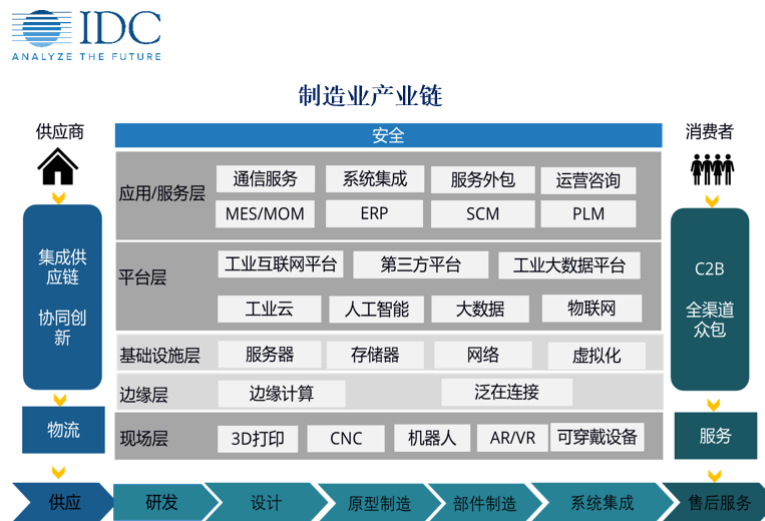 IDC
ANALYZE THE FUTURE
制造业产业链
供应商
安全
消费者
应用/服务层
通信服务
系统集成
服务外包
运营咨询
MES/MOM
ERP
SCM
PLM
集成供
应链
协同创
新
平台层
工业互联网平台
第三方平台
工业大数据平台
工业云
人工智能
大数据
物联网
C2B
全渠道
众包
基础设施层
服务器
存储器
网络
虚拟化
边缘层
边缘计算
泛在连接
物流
现场层
3D打印
CNC
机器人
AR/VR
可穿戴设备
服务
供应
研发
设计
原型制造
部件制造
系统集成
售后服务